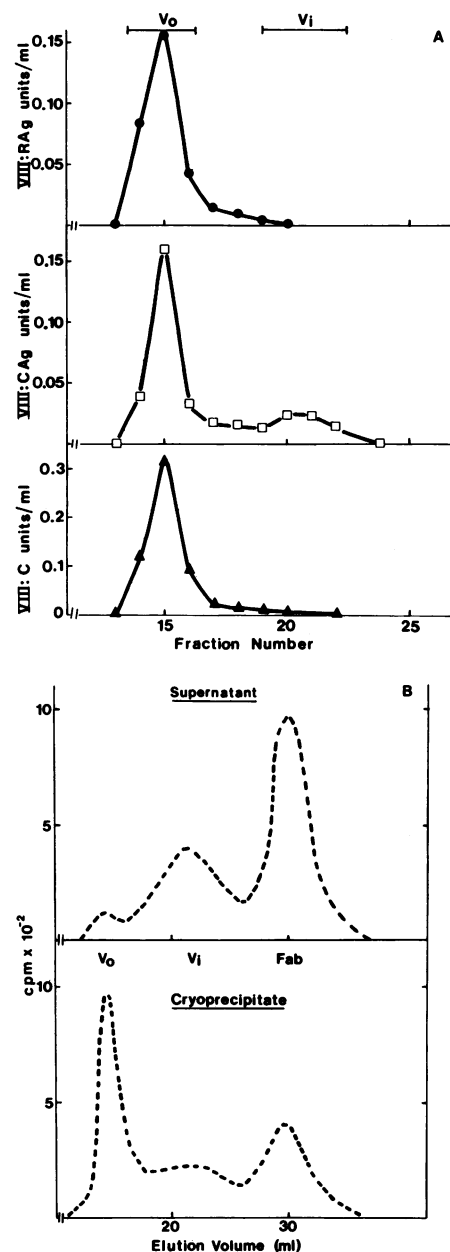 Vo Vi A
VIII:RAg units/ml
0.15
0.10
0.05
VIII:CAg units/ml
0.15
0.10
0.05
VIII:C units/ml
0.3
0.2
0.1
0
15 20 25
Fraction Number
Supernatant B
10
5
cpm x 10-2
Vo Vi Fab
Cryoprecipitate
10
5
20 30
Elution Volume (ml)